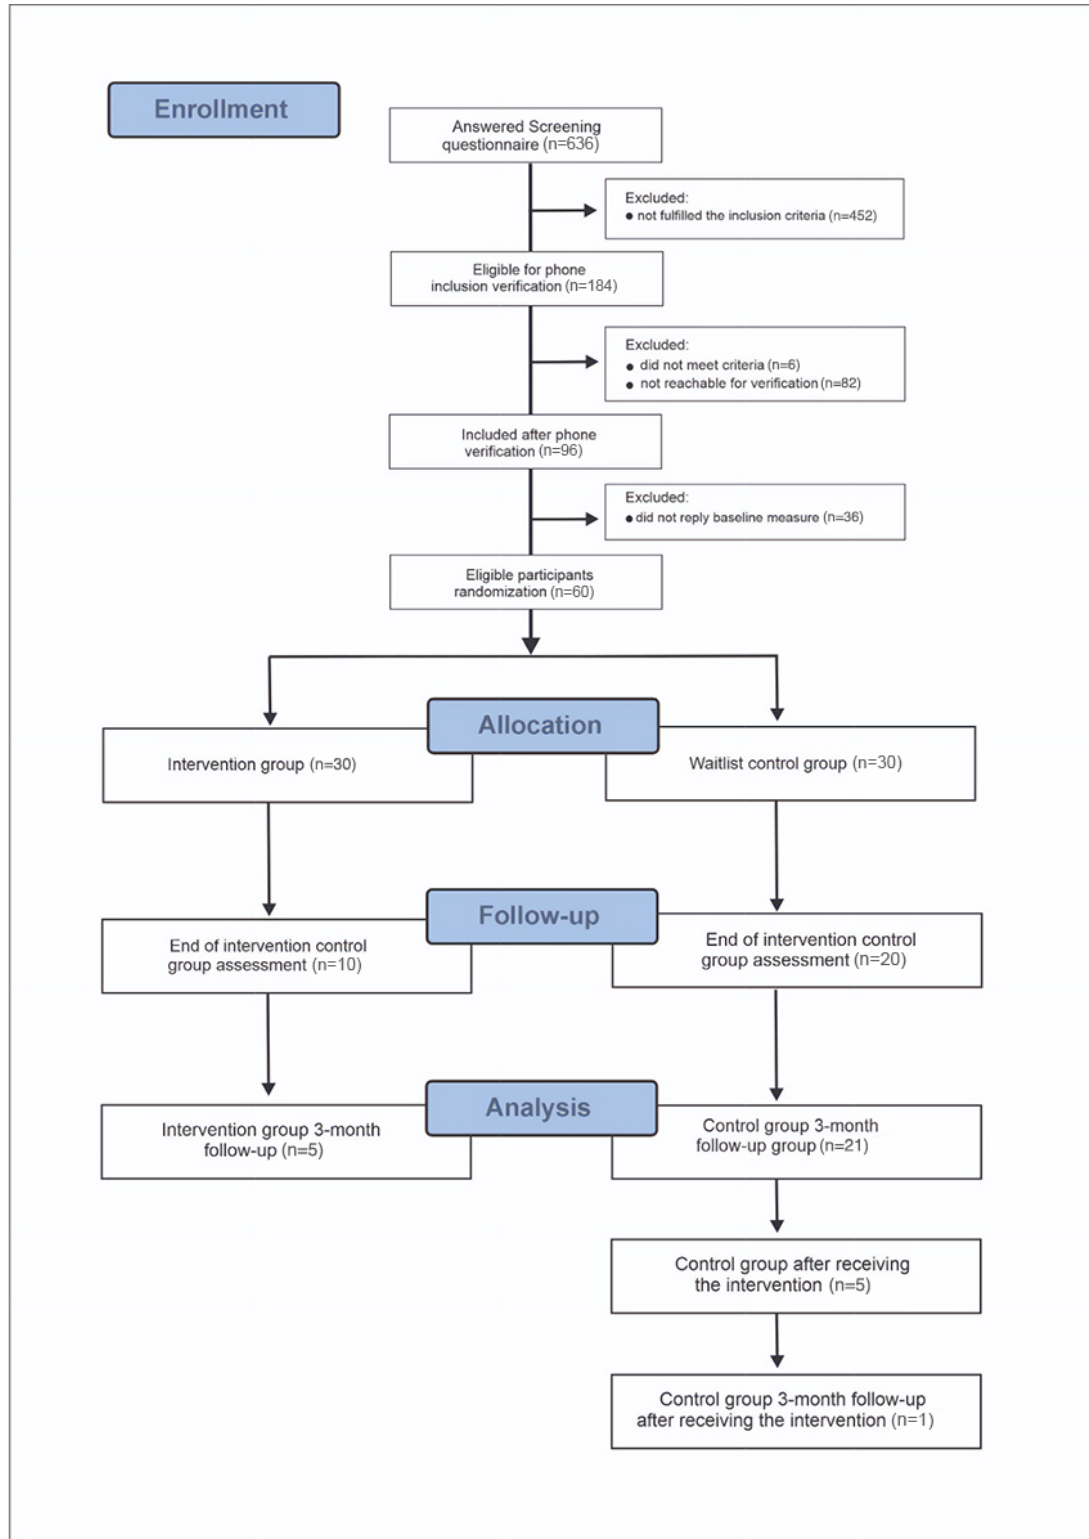 Enrollment
Answered Screening
questionnaire (n=636)
Excluded:
● not fulfilled the inclusion criteria (n=452)
Eligible for phone
inclusion verification (n=184)
Excluded:
● did not meet criteria (n=6)
● not reachable for verification (n=82)
Included after phone
verification (n=96)
Excluded:
● did not reply baseline measure (n=36)
Eligible participants
randomization (n=60)
Allocation
Intervention group (n=30)
Waitlist control group (n=30)
Follow-up
End of intervention control
group assessment (n=10)
End of intervention control
group assessment (n=20)
Analysis
Intervention group 3-month
follow-up (n=5)
Control group 3-month
follow-up group (n=21)
Control group after receiving
the intervention (n=5)
Control group 3-month follow-up
after receiving the intervention (n=1)